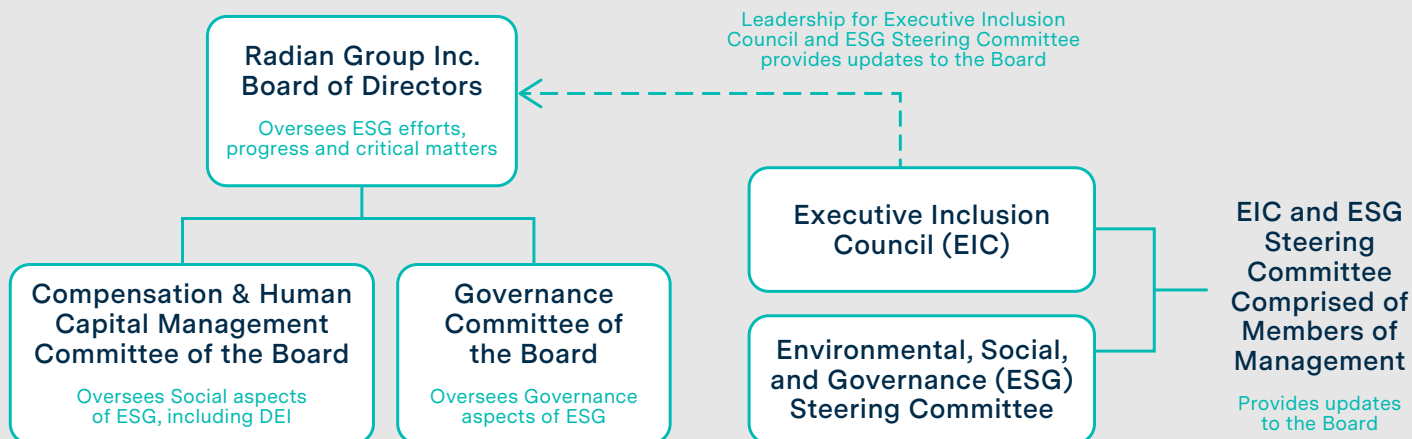 Radian Group Inc.
Board of Directors
Oversees ESG efforts,
progress and critical matters
Leadership for Executive Inclusion
Council and ESG Steering Committee
provides updates to the Board
Compensation & Human
Capital Management
Committee of the Board
Oversees Social aspects
of ESG, including DEI
Governance
Committee of
the Board
Oversees Governance
aspects of ESG
Executive Inclusion
Council (EIC)
Environmental, Social,
and Governance (ESG)
Steering Committee
EIC and ESG
Steering
Committee
Comprised of
Members of
Management
Provides updates
to the Board